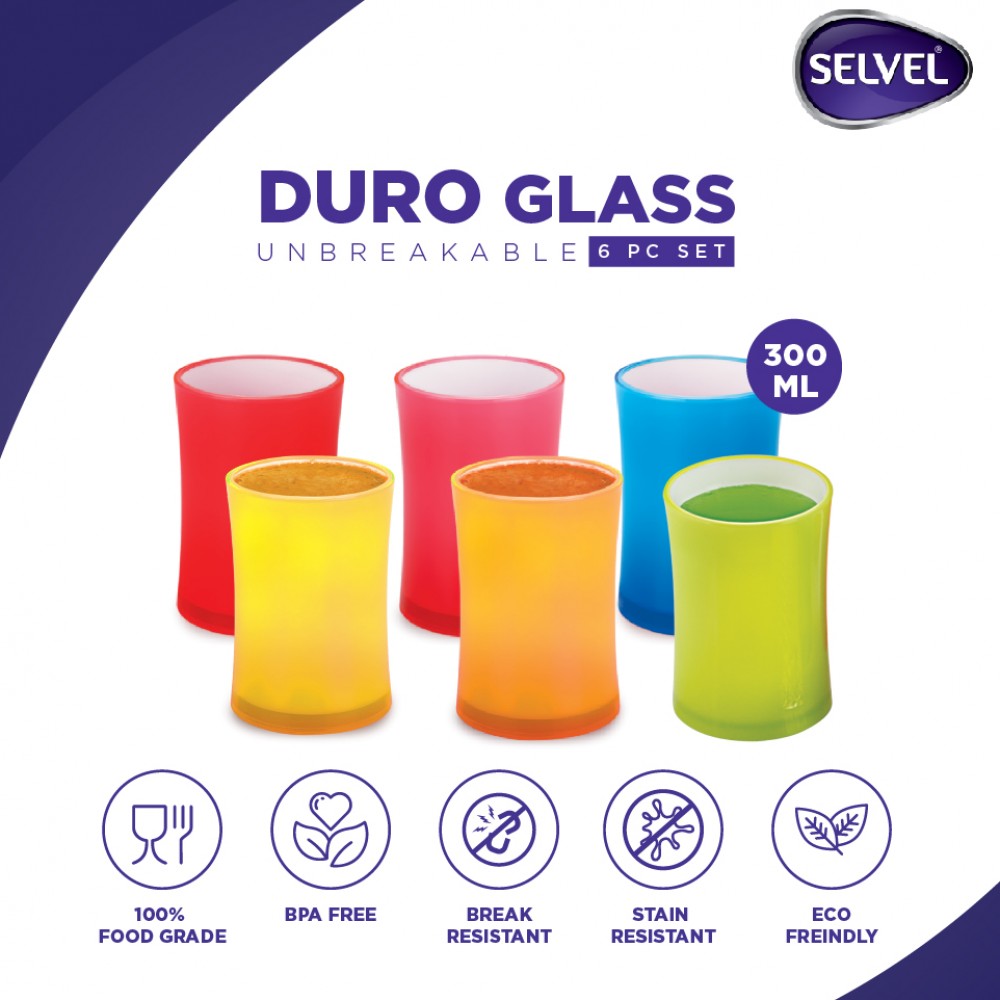 SELVEL®
DURO GLASS
UNBREAKABLE 6 PC SET
300
ML
100%
FOOD GRADE
BPA FREE
BREAK
RESISTANT
STAIN
RESISTANT
ECO
FREINDLY